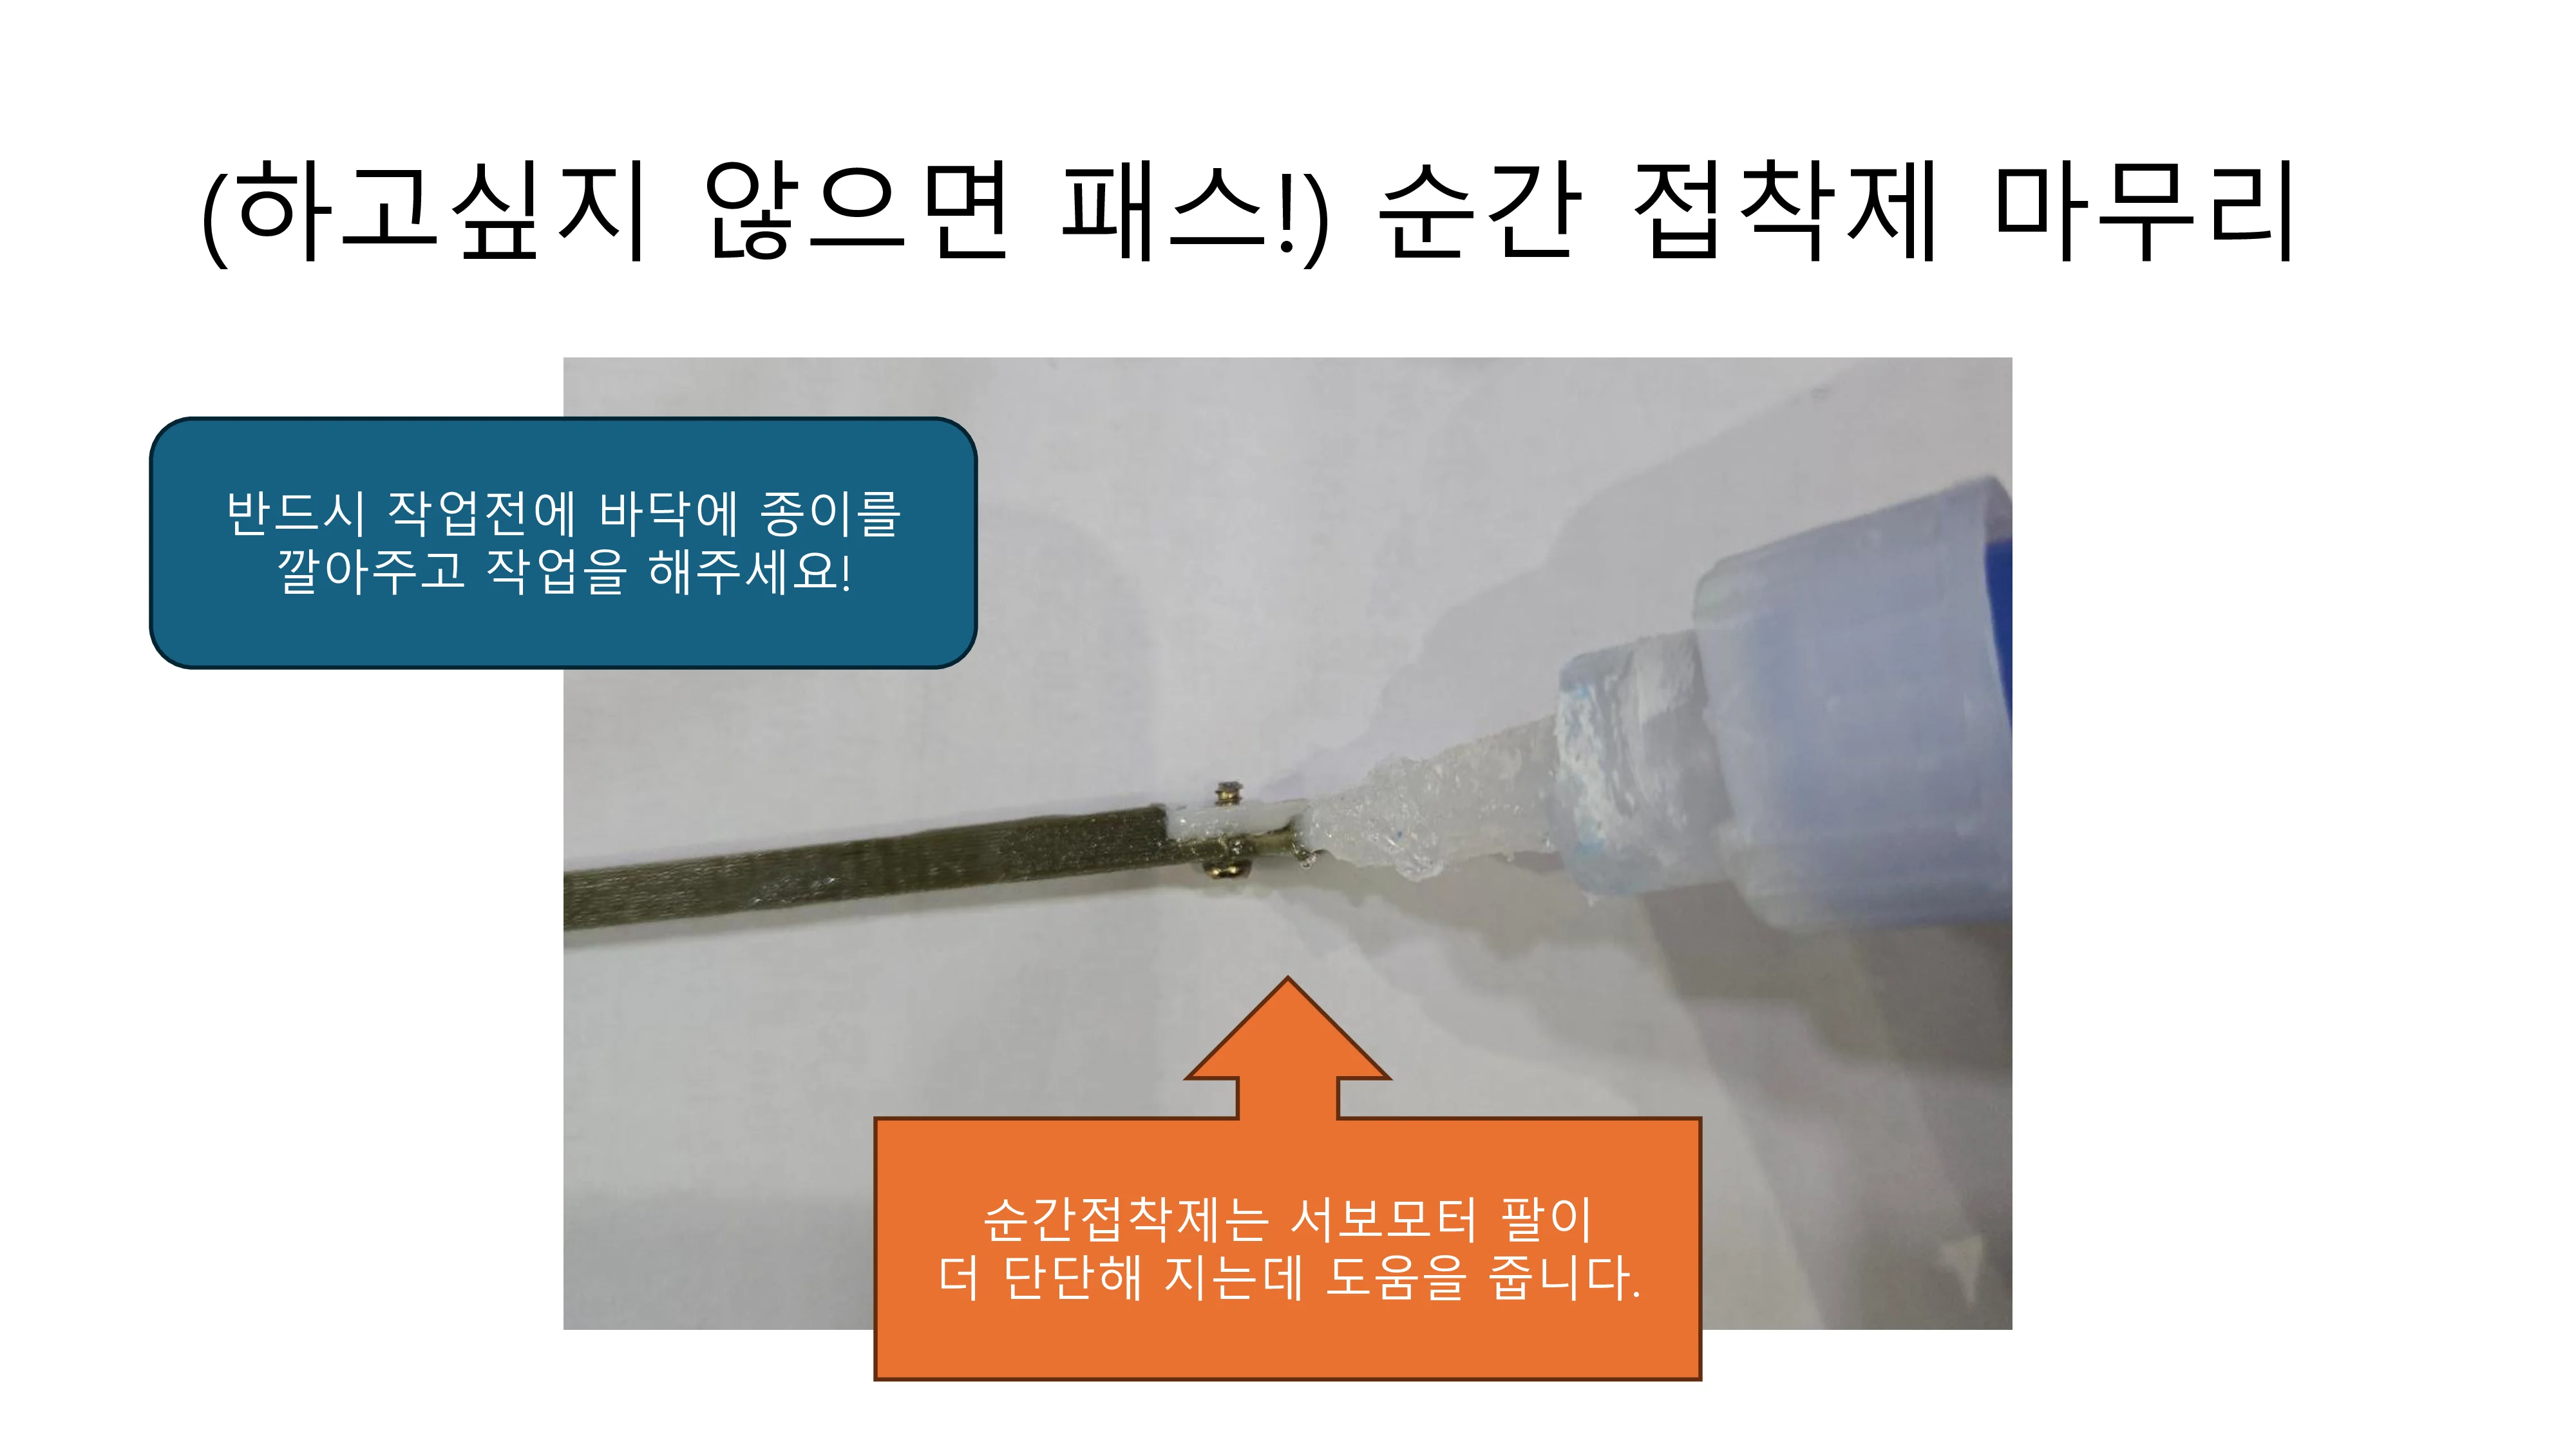 (하고싶지 않으면 패스!) 순간 접착제 마무리
반드시 작업전에 바닥에 종이를
깔아주고 작업을 해주세요!
순간접착제는 서보모터 팔이
더 단단해 지는데 도움을 줍니다.